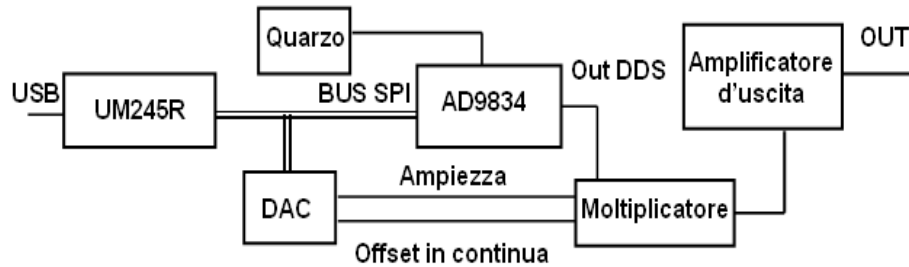 Quarzo
Out DDS
Amplificatore
d'uscita
OUT
USB
UM245R
BUS SPI
AD9834
DAC
Ampiezza
Moltiplicatore
Offset in continua